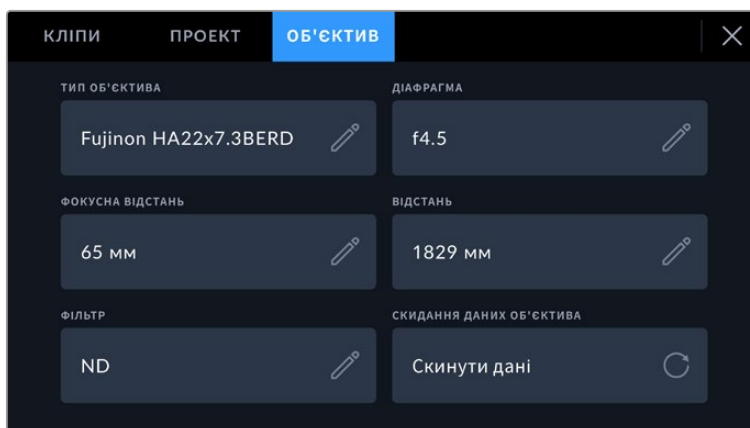 КЛІПИ ПРОЕКТ ОБ'ЄКТИВ
ТИП ОБ'ЄКТИВА ДІАФРАГМА
Fujinon HA22x7.3BERD f4.5
ФОКУСНА ВІДСТАНЬ ВІДСТАНЬ
65 мм 1829 мм
ФІЛЬТР СКИДАННЯ ДАНИХ ОБ'ЄКТИВА
ND Скинути дані